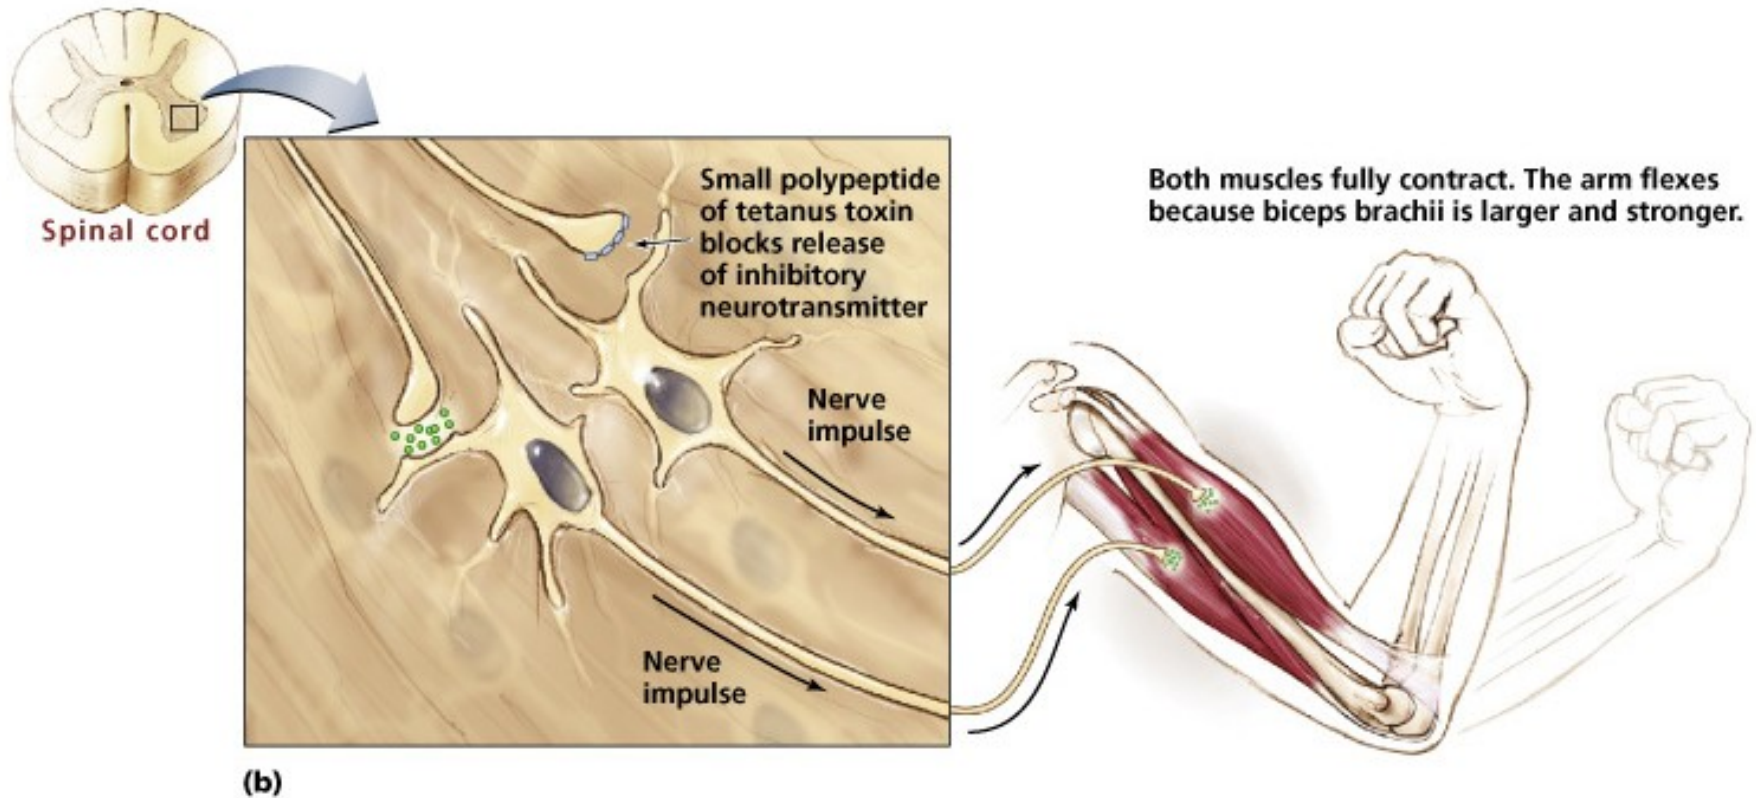 Spinal cord
Small polypeptide
of tetanus toxin
blocks release
of inhibitory
neurotransmitter
Nerve
impulse
Nerve
impulse
Both muscles fully contract. The arm flexes
because biceps brachii is larger and stronger.
(b)